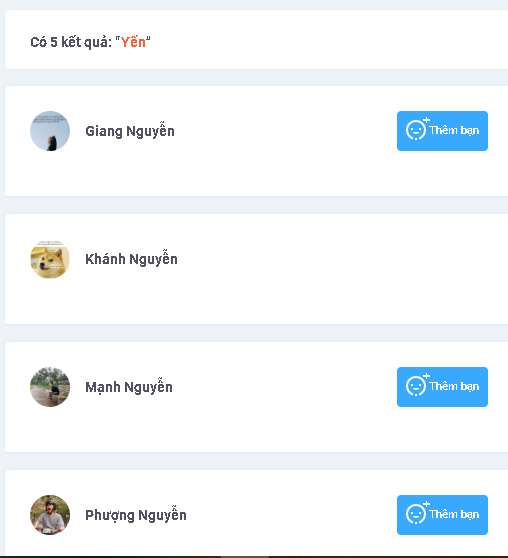 Có 5 kết quả: "Yến"
Giang Nguyễn
Thêm bạn
Khánh Nguyễn
Mạnh Nguyễn
Thêm bạn
Phượng Nguyễn
Thêm bạn